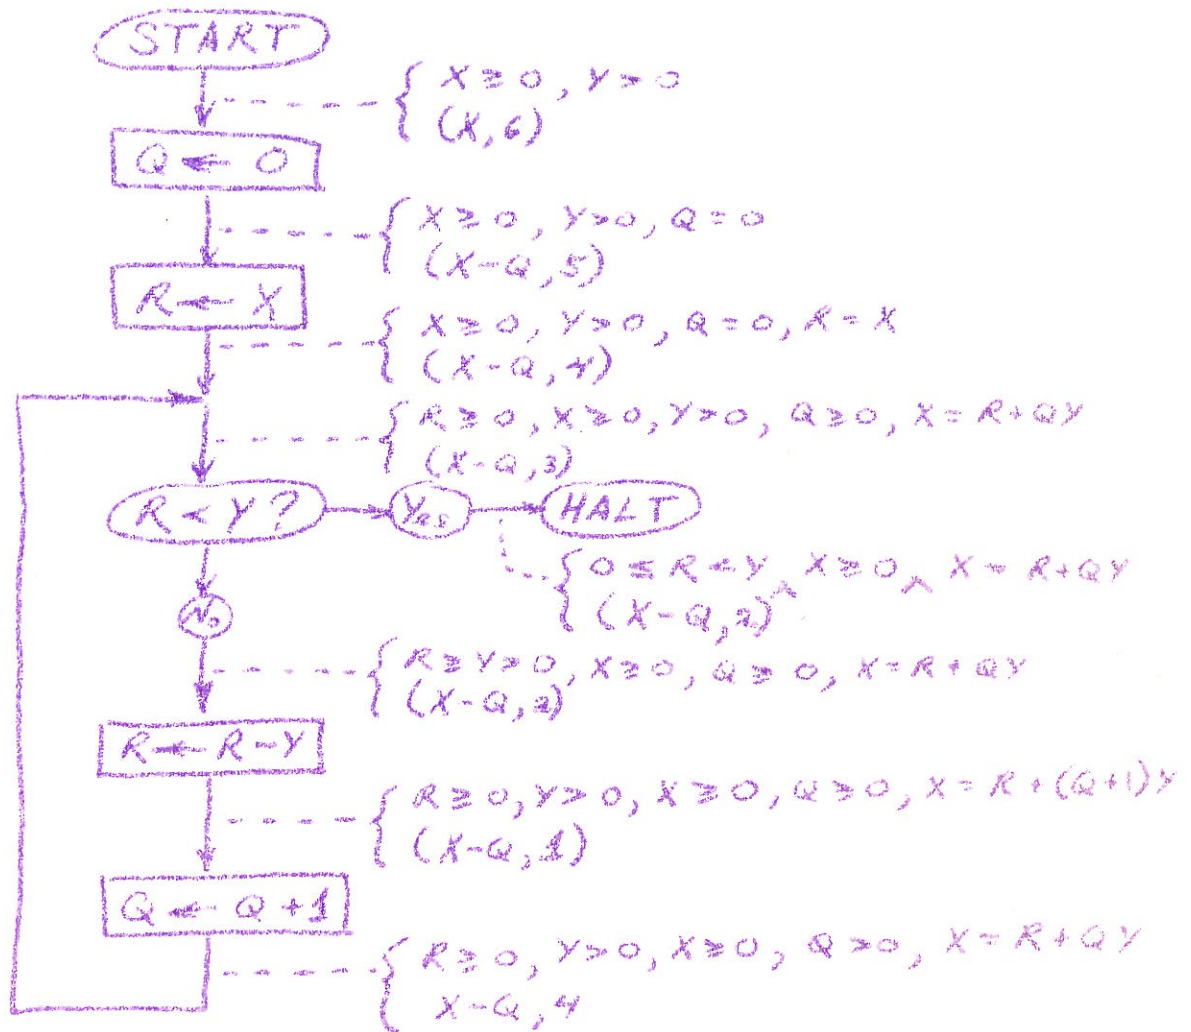 START
X ≥ 0, Y > 0
(X, 6)
Q ← 0
X ≥ 0, Y > 0, Q = 0
(X-Q, 5)
R ← X
X ≥ 0, Y > 0, Q = 0, R = X
(X-Q, 4)
R ≥ 0, X ≥ 0, Y > 0, Q ≥ 0, X = R + QY
(X-Q, 3)
R < Y? Yes HALT
0 ≤ R < Y ∧ X ≥ 0 ∧ X = R + QY
(X-Q, 2)
No
R ≥ Y > 0, X ≥ 0, Q ≥ 0, X = R + QY
(X-Q, 2)
R ← R - Y
R ≥ 0, Y > 0, X ≥ 0, Q ≥ 0, X = R + (Q+1)Y
(X-Q, 1)
Q ← Q + 1
R ≥ 0, Y > 0, X ≥ 0, Q > 0, X = R + QY
X-Q, 4